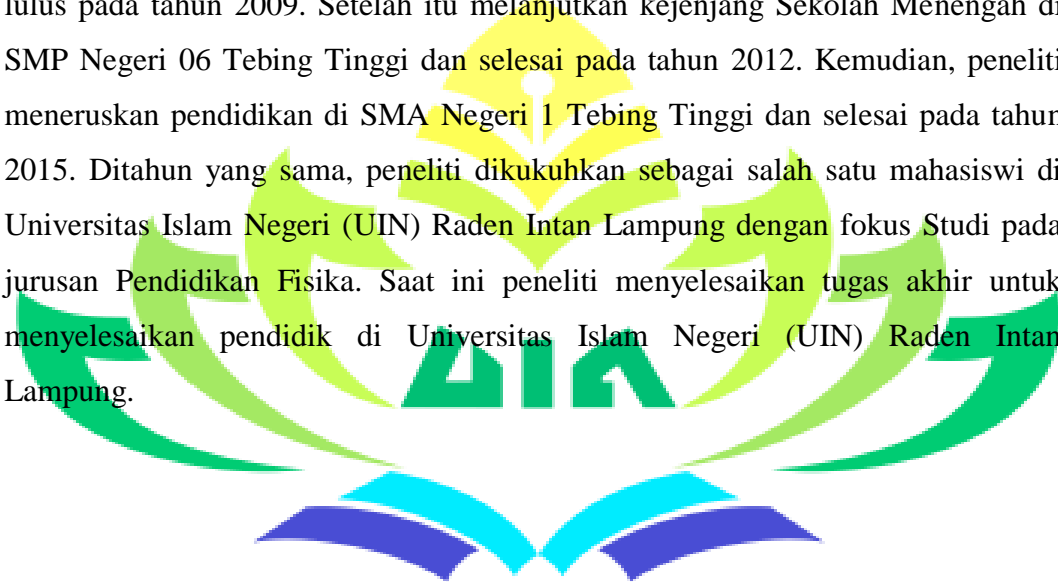 lulus pada tahun 2009. Setelah itu melanjutkan kejenjang Sekolah Menengah di
SMP Negeri 06 Tebing Tinggi dan selesai pada tahun 2012. Kemudian, peneliti
meneruskan pendidikan di SMA Negeri 1 Tebing Tinggi dan selesai pada tahun
2015. Ditahun yang sama, peneliti dikukuhkan sebagai salah satu mahasiswi di
Universitas Islam Negeri (UIN) Raden Intan Lampung dengan fokus Studi pada
jurusan Pendidikan Fisika. Saat ini peneliti menyelesaikan tugas akhir untuk
menyelesaikan pendidik di Universitas Islam Negeri (UIN) Raden Intan
Lampung.